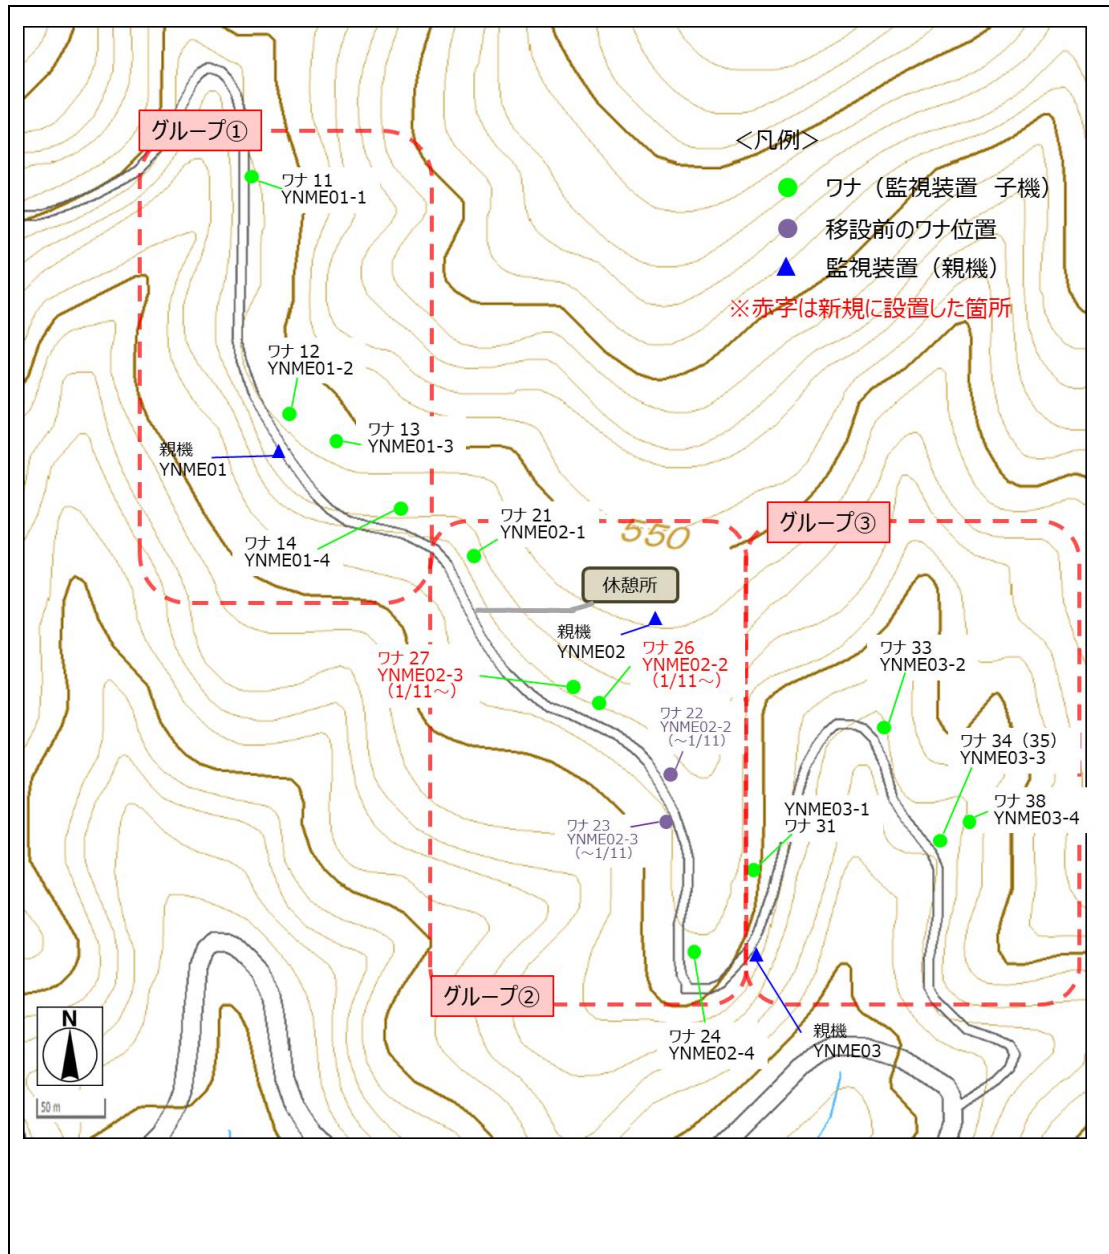 グループ①
<凡例>
ワナ（監視装置 子機）
移設前のワナ位置
監視装置（親機）
※赤字は新規に設置した箇所
ワナ 11
YNME01-1
ワナ 12
YNME01-2
ワナ 13
YNME01-3
親機
YNME01
ワナ 14
YNME01-4
ワナ 21
YNME02-1
550
グループ③
休憩所
親機
YNME02
ワナ 27
YNME02-3
（1/11～）
ワナ 26
YNME02-2
（1/11～）
ワナ 22
YNME02-2
（～1/11）
ワナ 23
YNME02-3
（～1/11）
ワナ 33
YNME03-2
ワナ 34（35）
YNME03-3
ワナ 38
YNME03-4
YNME03-1
ワナ 31
グループ②
ワナ 24
YNME02-4
親機
YNME03
N
50 m